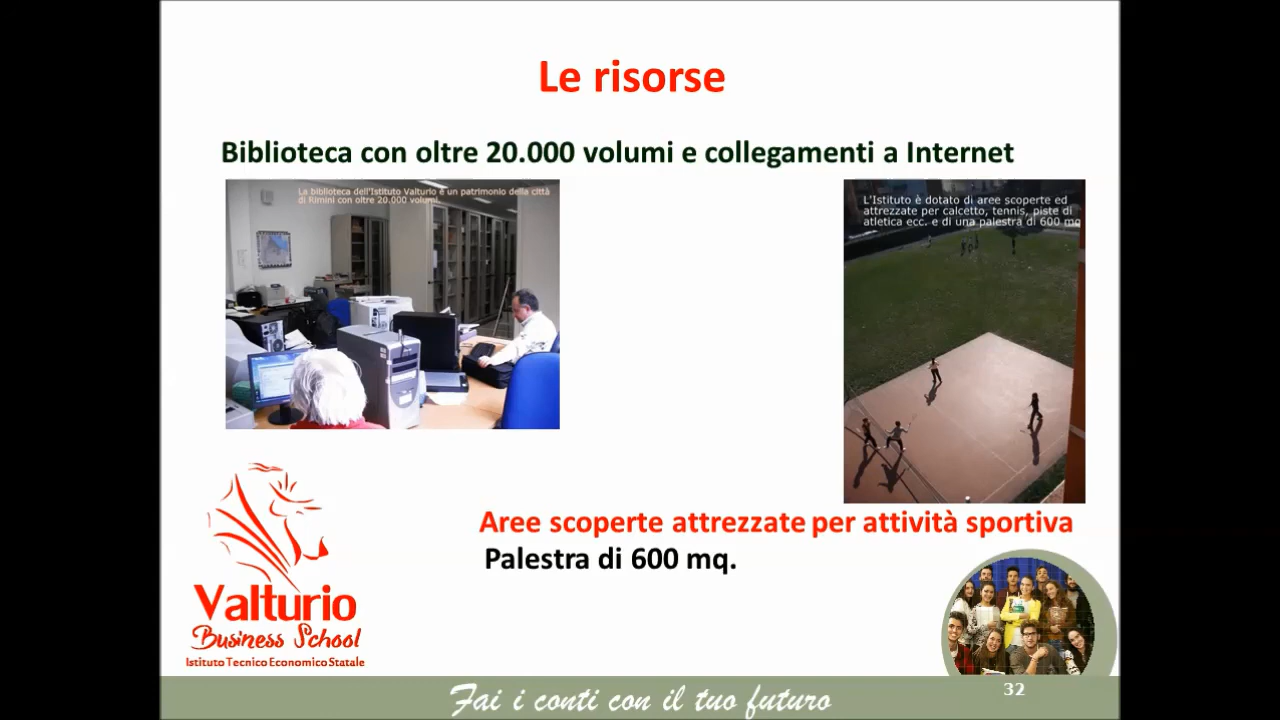 Le risorse
Biblioteca con oltre 20.000 volumi e collegamenti a Internet
La biblioteca dell'Istituto Valturio è un patrimonio della città
di Rimini con oltre 20.000 volumi.
L'Istituto è dotato di aree scoperte ed
attrezzate per calcetto, tennis, piste di
atletica ecc. e di una palestra di 600 mq
Aree scoperte attrezzate per attività sportiva
Palestra di 600 mq.
Valturio
Business School
Istituto Tecnico Economico Statale
Fai i conti con il tuo futuro
32